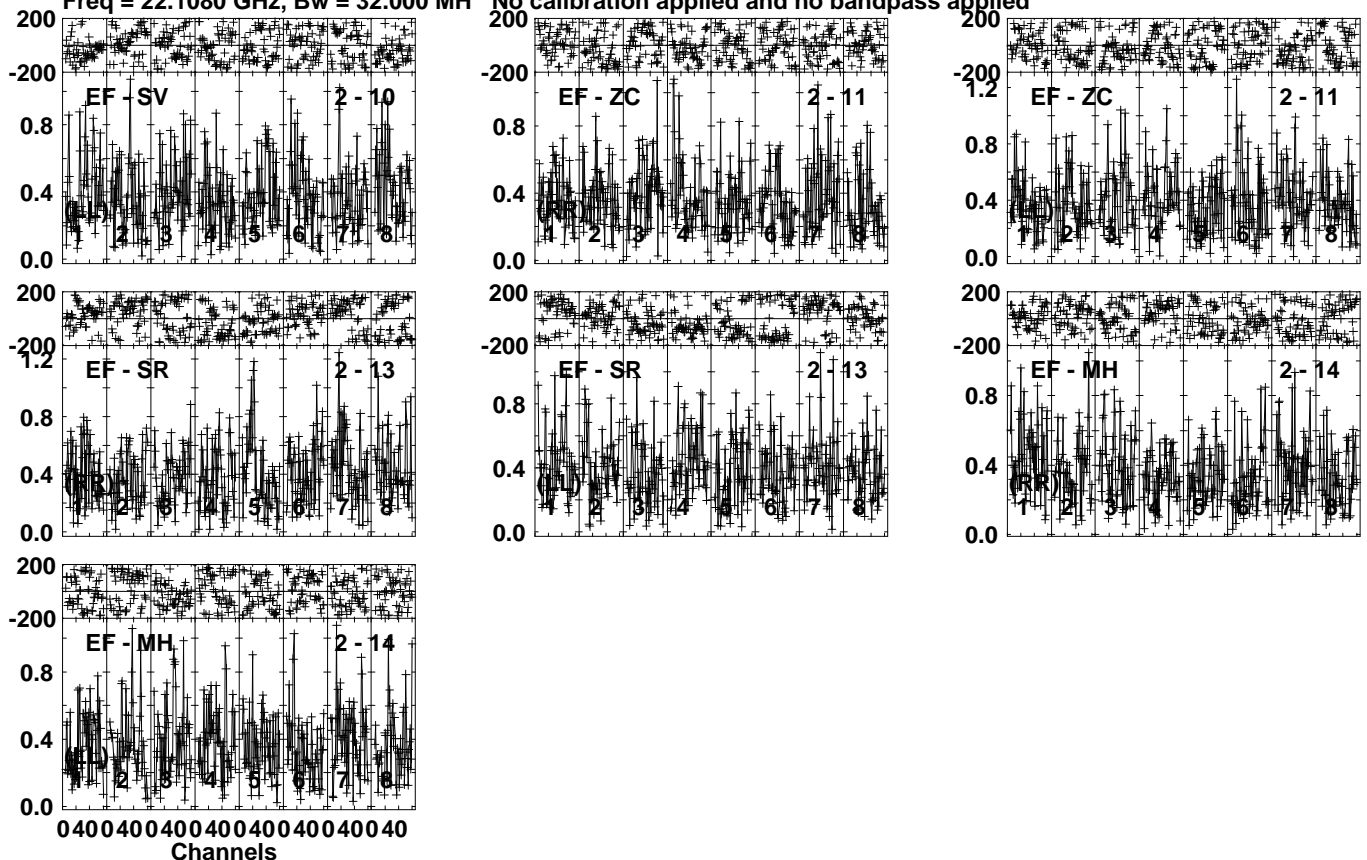 Freq = 22.1080 GHz, Bw = 32.000 MH No calibration applied and no bandpass applied
200
-200
EF - SV 2 - 10
0.8
0.4
0.0
(LL)
1 2 3 4 5 6 7 8
200
-200
EF - ZC 2 - 11
0.8
0.4
0.0
(RR)
1 2 3 4 5 6 7 8
200
-200
1.2
EF - ZC 2 - 11
0.8
0.4
0.0
(LL)
1 2 3 4 5 6 7 8
200
-200
1.2
EF - SR 2 - 13
0.8
0.4
0.0
(RR)
1 2 3 4 5 6 7 8
200
-200
EF - SR 2 - 13
0.8
0.4
0.0
(LL)
1 2 3 4 5 6 7 8
200
-200
EF - MH 2 - 14
0.8
0.4
0.0
(RR)
1 2 3 4 5 6 7 8
200
-200
EF - MH 2 - 14
0.8
0.4
0.0
(LL)
1 2 3 4 5 6 7 8
0 40 0 40 0 40 0 40 0 40 0 40 0 40 0 40
Channels